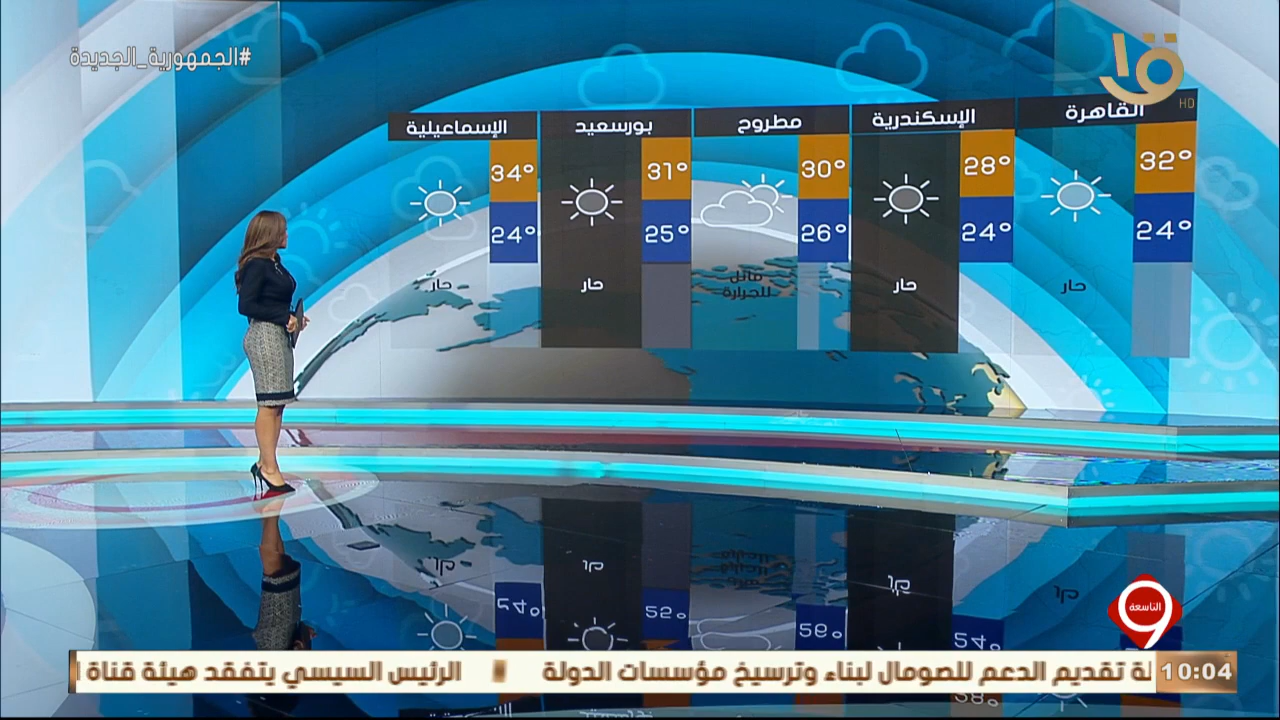 #الجمهورية_الجديدة
HD
القاهرة
32°
24°
حار
الإسكندرية
28°
24°
حار
مطروح
30°
26°
مائل
للحرارة
بورسعيد
31°
25°
حار
الإسماعيلية
34°
24°
حار
التاسعة
9
10:04
لة تقديم الدعم للصومال لبناء وترسيخ مؤسسات الدولة
الرئيس السيسي يتفقد هيئة قناة ا